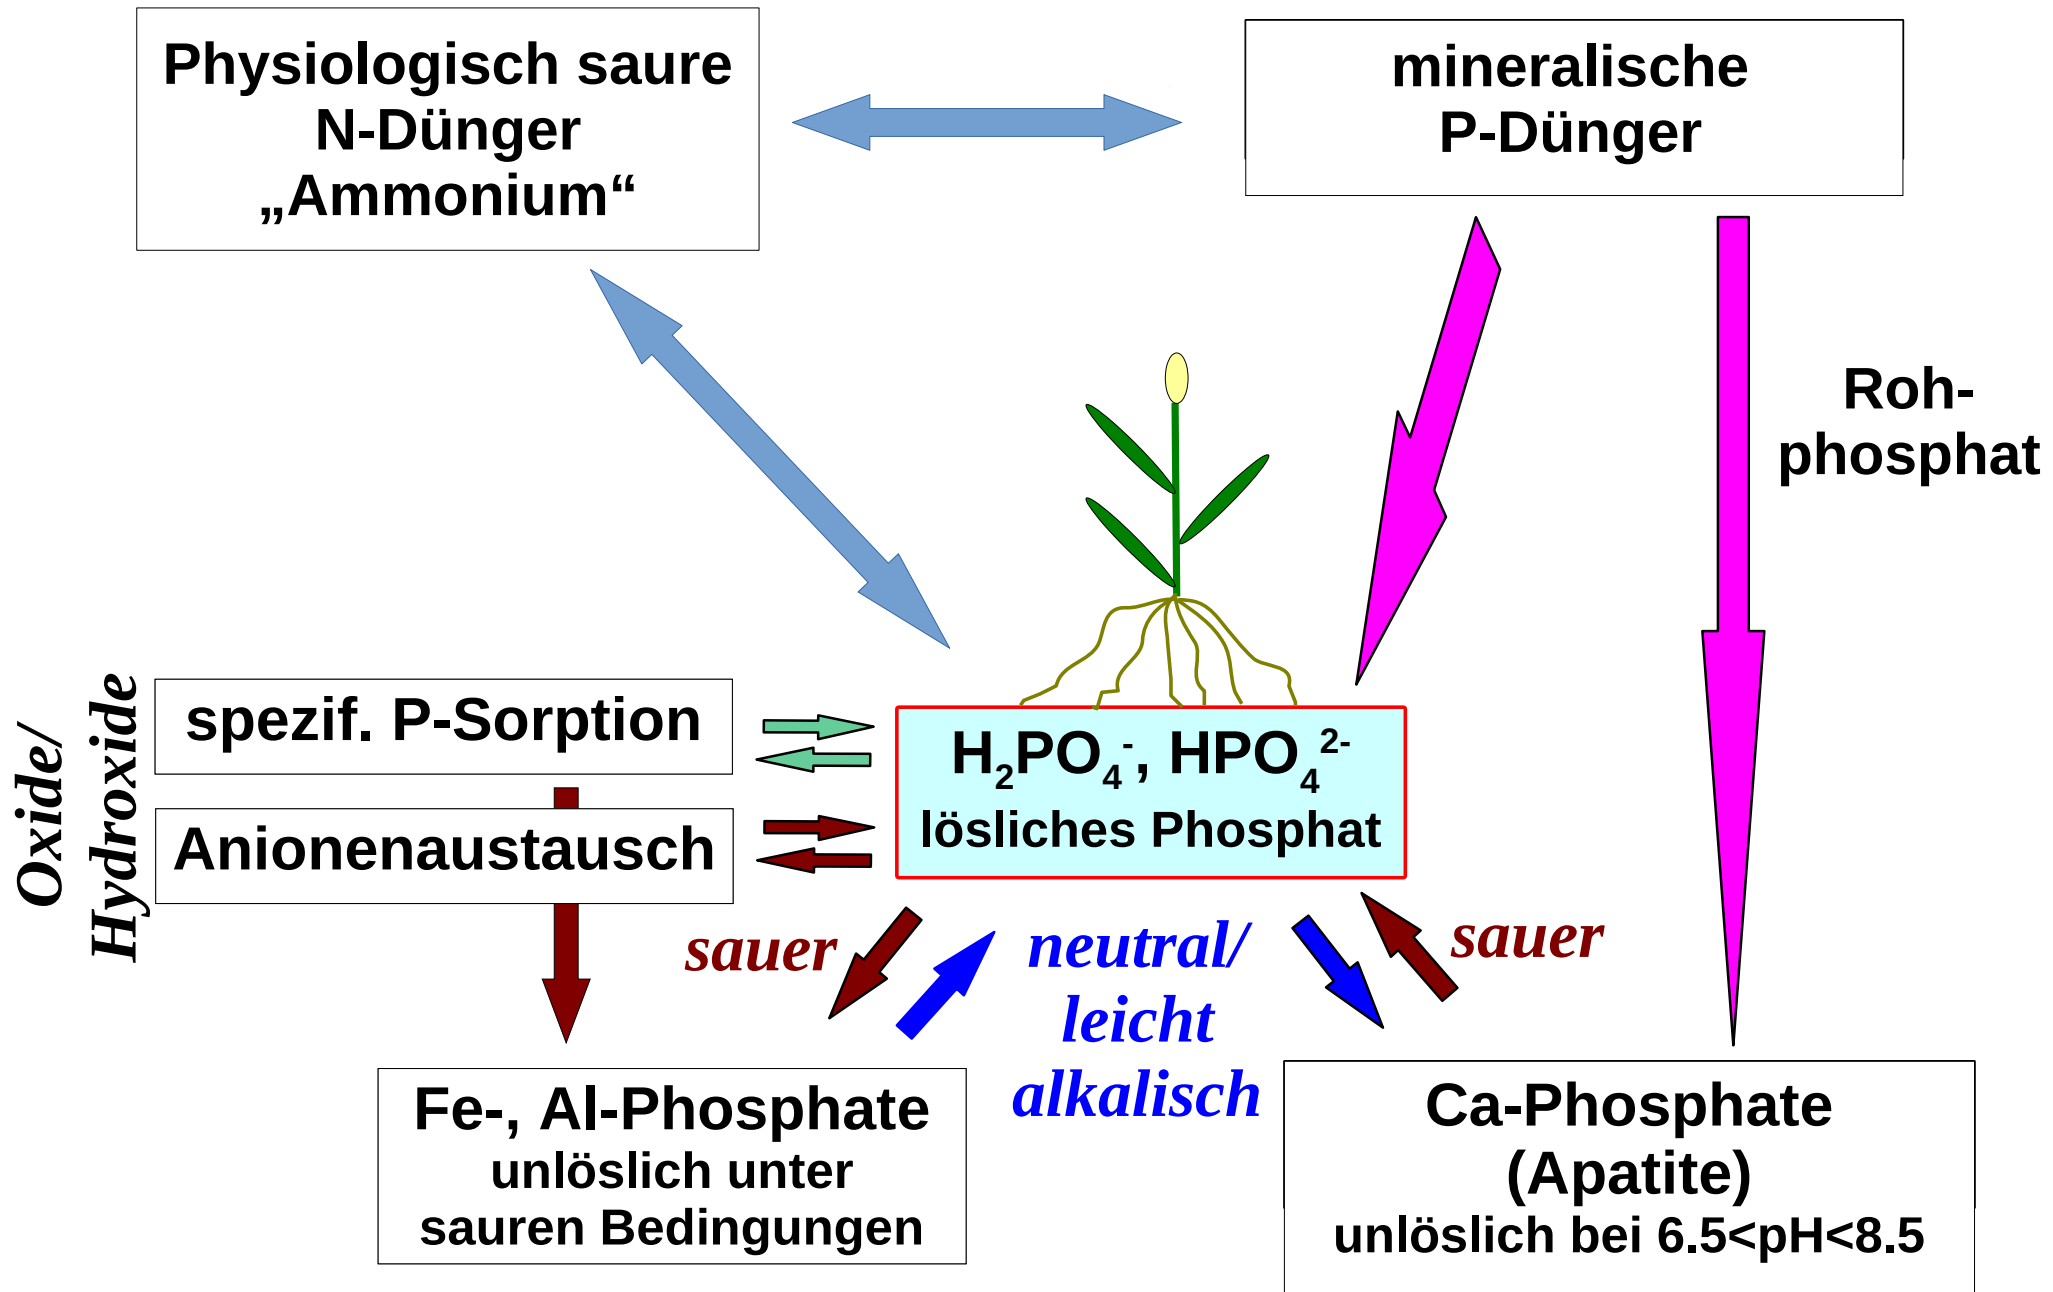 Physiologisch saure
N-Dünger
„Ammonium“
mineralische
P-Dünger
Roh-
phosphat
Oxide/
Hydroxide
spezif. P-Sorption
Anionenaustausch
H₂PO₄⁻, HPO₄²⁻
lösliches Phosphat
sauer
neutral/
leicht
alkalisch
sauer
Fe-, Al-Phosphate
unlöslich unter
sauren Bedingungen
Ca-Phosphate
(Apatite)
unlöslich bei 6.5<pH<8.5